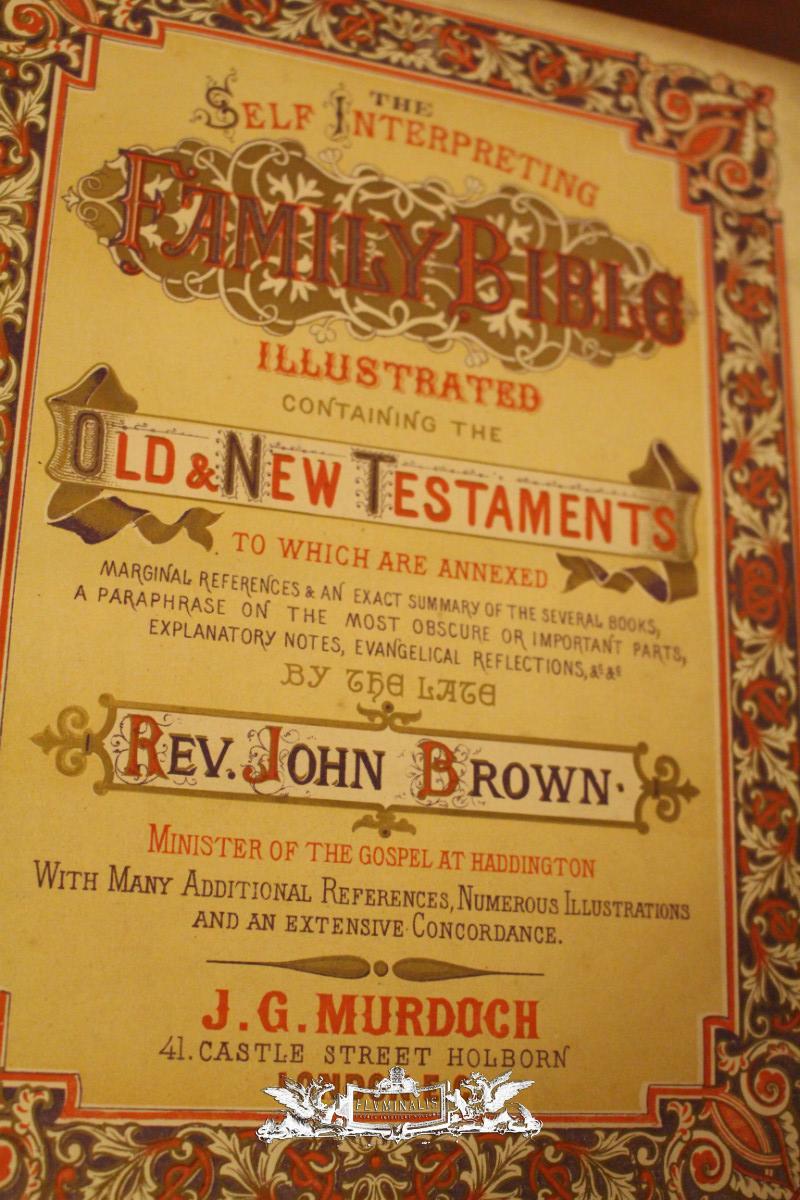 THE
SELF INTERPRETING
FAMILY BIBLE
ILLUSTRATED
CONTAINING THE
OLD & NEW TESTAMENTS
TO WHICH ARE ANNEXED
MARGINAL REFERENCES & AN EXACT SUMMARY OF THE SEVERAL BOOKS,
A PARAPHRASE ON THE MOST OBSCURE OR IMPORTANT PARTS,
EXPLANATORY NOTES, EVANGELICAL REFLECTIONS, &c &c
BY THE LATE
REV. JOHN BROWN.
MINISTER OF THE GOSPEL AT HADDINGTON
WITH MANY ADDITIONAL REFERENCES, NUMEROUS ILLUSTRATIONS
AND AN EXTENSIVE CONCORDANCE.
J. G. MURDOCH
41. CASTLE STREET HOLBORN
LONDON
ELVMINALIS